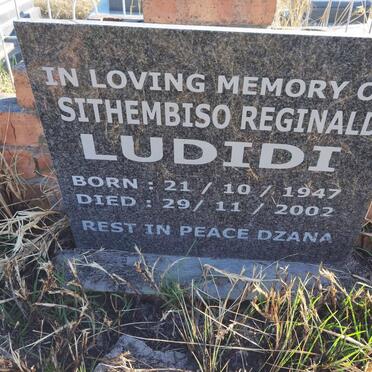 IN LOVING MEMORY O
SITHEMBISO REGINALD
LUDIDI
BORN : 21 / 10 / 1947
DIED : 29/ 11 / 2002
REST IN PEACE DZANA